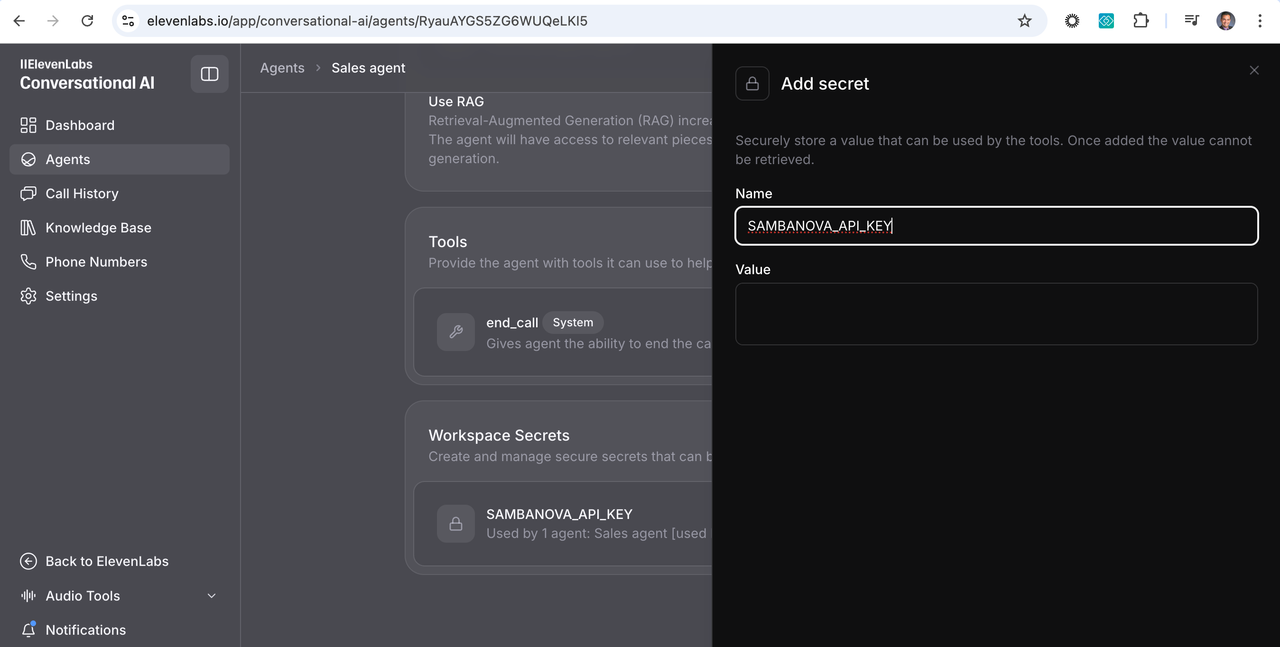 elevenlabs.io/app/conversational-ai/agents/RyauAYGS5ZG6WUQeLKI5
IIElevenLabs
Conversational AI
Dashboard
Agents
Call History
Knowledge Base
Phone Numbers
Settings
Back to ElevenLabs
Audio Tools
Notifications
Agents > Sales agent
Use RAG
Retrieval-Augmented Generation (RAG) increa
The agent will have access to relevant pieces
generation.
Tools
Provide the agent with tools it can use to help
end_call System
Gives agent the ability to end the ca
Workspace Secrets
Create and manage secure secrets that can b
SAMBANOVA_API_KEY
Used by 1 agent: Sales agent [used
Add secret
Securely store a value that can be used by the tools. Once added the value cannot
be retrieved.
Name
SAMBANOVA_API_KEY
Value